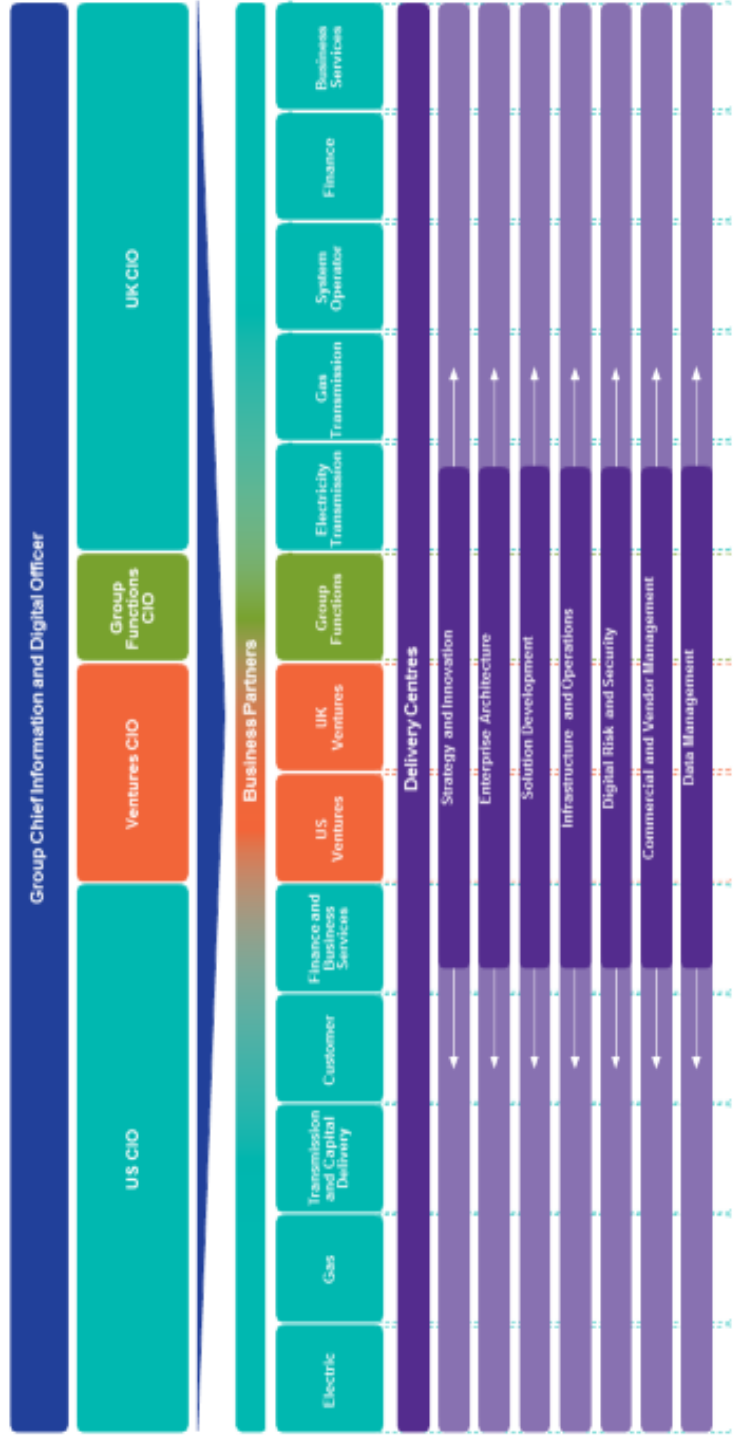 Group Chief Information and Digital Officer
US CIO
Ventures CIO
Group
Functions
CIO
UK CIO
Business Partners
Electric
Gas
Transmission
and Capital
Delivery
Customer
Finance and
Business
Services
US
Ventures
UK
Ventures
Group
Functions
Electricity
Transmission
Gas
Transmission
System
Operator
Finance
Business
Services
Delivery Centres
Strategy and Innovation
Enterprise Architecture
Solution Development
Infrastructure and Operations
Digital Risk and Security
Commercial and Vendor Management
Data Management